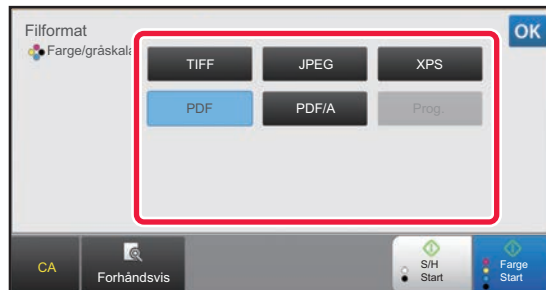 Filformat
OK
Farge/gråskala
TIFF JPEG XPS
PDF PDF/A Prog.
CA
Forhåndsvis
S/H
Start
Farge
Start